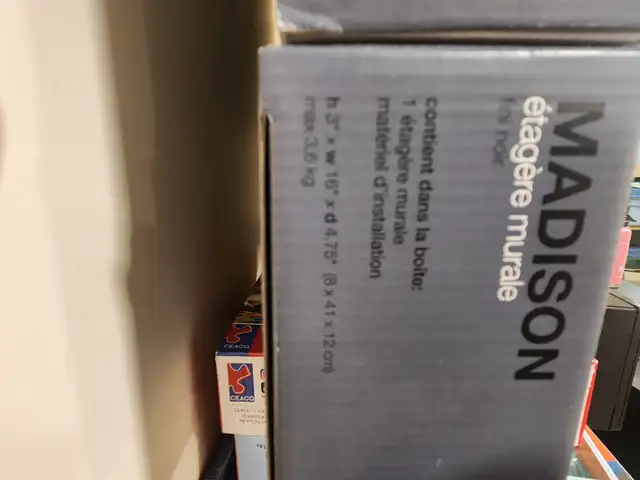 MADISON
étagère murale
fini noir
contient dans la boîte:
1 étagère murale
matériel d'installation
h 3" x w 16" x d 4.75" (8 x 41 x 12 cm)
max 3,6 kg
CEACO
CEACO